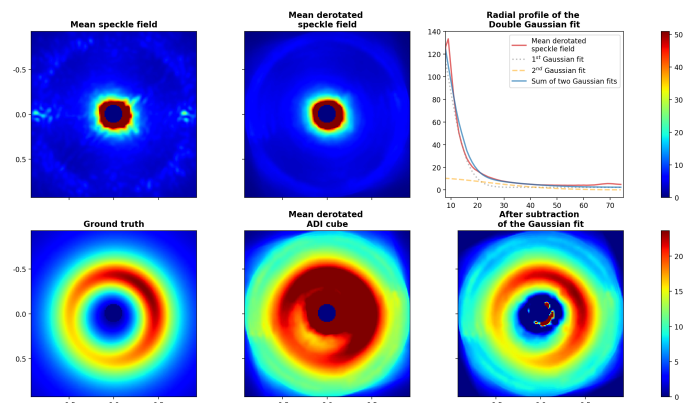 Mean speckle field
Mean derotated
speckle field
Radial profile of the
Double Gaussian fit
-0.5
0.0
0.5
140
120
100
80
60
40
20
0
10
20
30
40
50
60
70
Mean derotated
speckle field
1st Gaussian fit
2nd Gaussian fit
Sum of two Gaussian fits
50
40
30
20
10
0
Ground truth
Mean derotated
ADI cube
After subtraction
of the Gaussian fit
-0.5
0.0
0.5
20
15
10
5
0